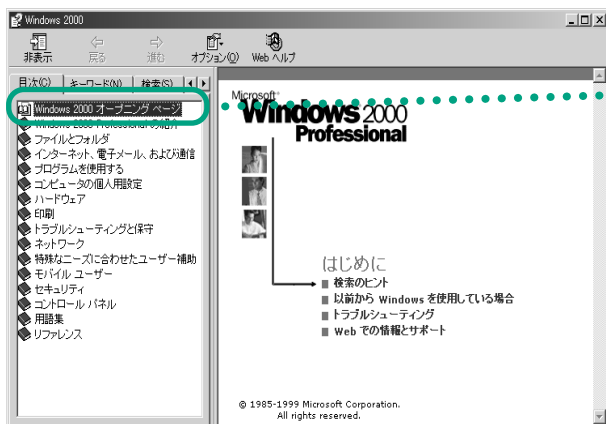 Windows 2000
非表示
戻る
進む
オプション(O)
Web ヘルプ
目次(C)
キーワード(N)
検索(S)
Windows 2000 オープニング ページ
Windows 2000 Professional の紹介
ファイルとフォルダ
インターネット、電子メール、および通信
プログラムを使用する
コンピュータの個人用設定
ハードウェア
印刷
トラブルシューティングと保守
ネットワーク
特殊なニーズに合わせたユーザー補助
モバイル ユーザー
セキュリティ
コントロール パネル
用語集
リファレンス
Microsoft
Windows 2000
Professional
はじめに
検索のヒント
以前から Windows を使用している場合
トラブルシューティング
Web での情報とサポート
© 1985-1999 Microsoft Corporation.
All rights reserved.